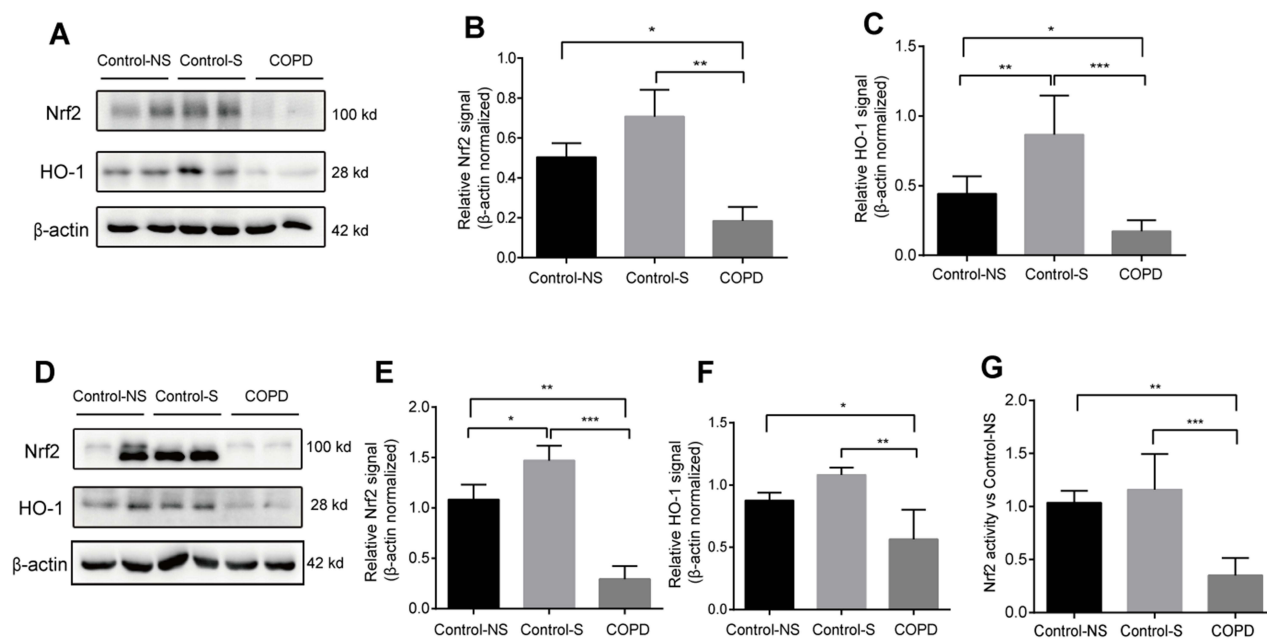 A
Control-NS Control-S COPD
Nrf2 100 kd
HO-1 28 kd
β-actin 42 kd
B
Relative Nrf2 signal
(β-actin normalized)
1.0
0.8
0.6
0.4
0.2
0.0
*
**
Control-NS Control-S COPD
C
Relative HO-1 signal
(β-actin normalized)
1.5
1.0
0.5
0.0
*
** ***
Control-NS Control-S COPD
D
Control-NS Control-S COPD
Nrf2 100 kd
HO-1 28 kd
β-actin 42 kd
E
Relative Nrf2 signal
(β-actin normalized)
2.0
1.5
1.0
0.5
0.0
**
* ***
Control-NS Control-S COPD
F
Relative HO-1 signal
(β-actin normalized)
1.5
1.0
0.5
0.0
*
**
Control-NS Control-S COPD
G
Nrf2 activity vs Control-NS
2.0
1.5
1.0
0.5
0.0
**
***
Control-NS Control-S COPD